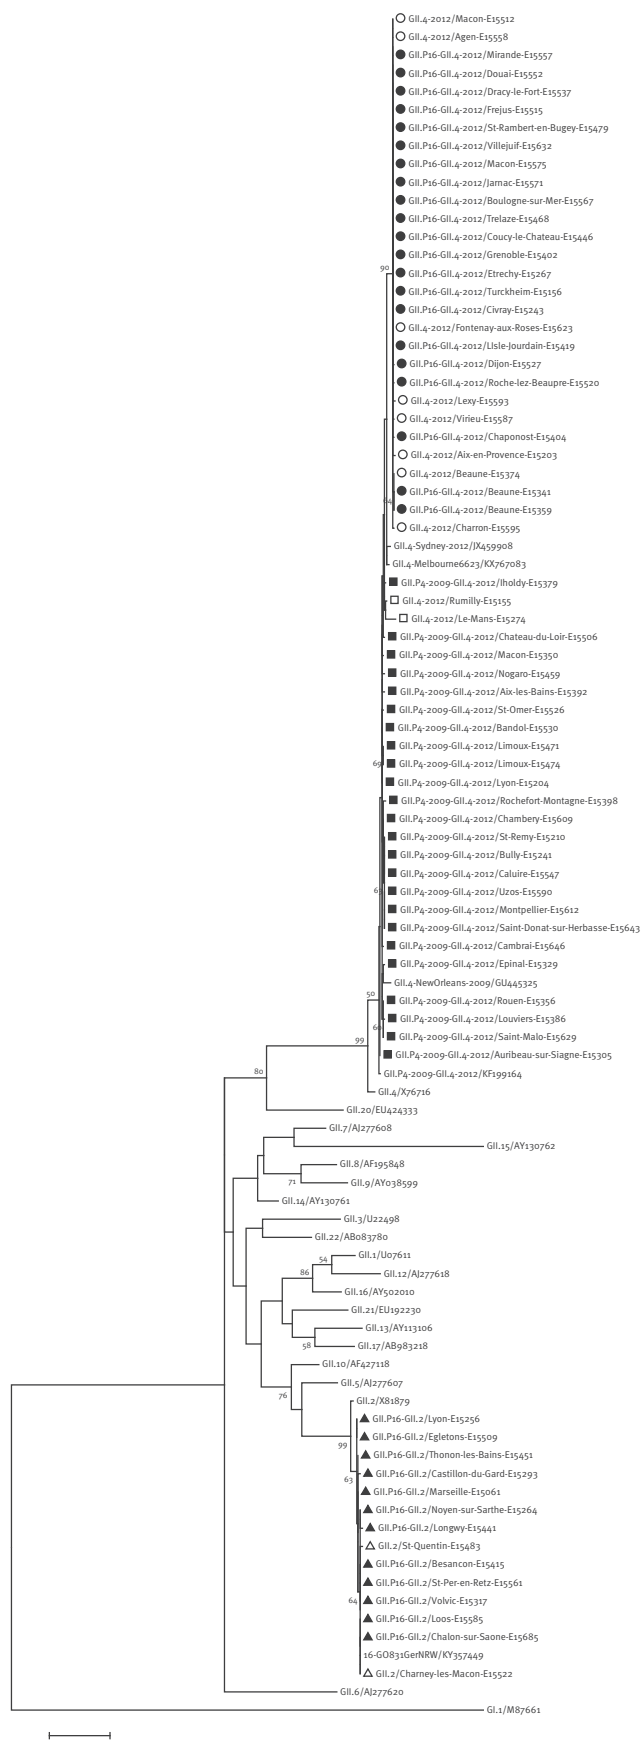 GII.4-2012/Macon-E15512
GII.4-2012/Agen-E15558
GII.P16-GII.4-2012/Mirande-E15557
GII.P16-GII.4-2012/Douai-E15552
GII.P16-GII.4-2012/Dracy-le-Fort-E15537
GII.P16-GII.4-2012/Frejus-E15515
GII.P16-GII.4-2012/St-Rambert-en-Bugey-E15479
GII.P16-GII.4-2012/Villejuif-E15632
GII.P16-GII.4-2012/Macon-E15575
GII.P16-GII.4-2012/Jarnac-E15571
GII.P16-GII.4-2012/Boulogne-sur-Mer-E15567
GII.P16-GII.4-2012/Trelaze-E15468
GII.P16-GII.4-2012/Coucy-le-Chateau-E15446
GII.P16-GII.4-2012/Grenoble-E15402
90
GII.P16-GII.4-2012/Etrechy-E15267
GII.P16-GII.4-2012/Turckheim-E15156
GII.P16-GII.4-2012/Civray-E15243
GII.4-2012/Fontenay-aux-Roses-E15623
GII.P16-GII.4-2012/LIsle-Jourdain-E15419
GII.P16-GII.4-2012/Dijon-E15527
GII.P16-GII.4-2012/Roche-lez-Beaupre-E15520
GII.4-2012/Lexy-E15593
GII.4-2012/Virieu-E15587
GII.P16-GII.4-2012/Chaponost-E15404
GII.4-2012/Aix-en-Provence-E15203
GII.4-2012/Beaune-E15374
GII.P16-GII.4-2012/Beaune-E15341
64
GII.P16-GII.4-2012/Beaune-E15359
GII.4-2012/Charron-E15595
GII.4-Sydney-2012/JX459908
GII.4-Melbourne6623/KX767083
GII.P4-2009-GII.4-2012/Iholdy-E15379
GII.4-2012/Rumilly-E15155
GII.4-2012/Le-Mans-E15274
GII.P4-2009-GII.4-2012/Chateau-du-Loir-E15506
GII.P4-2009-GII.4-2012/Macon-E15350
GII.P4-2009-GII.4-2012/Nogaro-E15459
GII.P4-2009-GII.4-2012/Aix-les-Bains-E15392
GII.P4-2009-GII.4-2012/St-Omer-E15526
GII.P4-2009-GII.4-2012/Bandol-E15530
GII.P4-2009-GII.4-2012/Limoux-E15471
69
GII.P4-2009-GII.4-2012/Limoux-E15474
GII.P4-2009-GII.4-2012/Lyon-E15204
GII.P4-2009-GII.4-2012/Rochefort-Montagne-E15398
GII.P4-2009-GII.4-2012/Chambery-E15609
GII.P4-2009-GII.4-2012/St-Remy-E15210
GII.P4-2009-GII.4-2012/Bully-E15241
GII.P4-2009-GII.4-2012/Caluire-E15547
63
GII.P4-2009-GII.4-2012/Uzos-E15590
GII.P4-2009-GII.4-2012/Montpellier-E15612
GII.P4-2009-GII.4-2012/Saint-Donat-sur-Herbasse-E15643
GII.P4-2009-GII.4-2012/Cambrai-E15646
GII.P4-2009-GII.4-2012/Epinal-E15329
GII.4-NewOrleans-2009/GU445325
50
GII.P4-2009-GII.4-2012/Rouen-E15356
GII.P4-2009-GII.4-2012/Louviers-E15386
GII.P4-2009-GII.4-2012/Saint-Malo-E15629
99
GII.P4-2009-GII.4-2012/Auribeau-sur-Siagne-E15305
80
GII.P4-2009-GII.4-2012/KF199164
GII.4/X76716
GII.20/EU424333
GII.7/AJ277608
GII.15/AY130762
GII.8/AF195848
71
GII.9/AY038599
GII.14/AY130761
GII.3/U22498
GII.22/AB083780
54
GII.1/U07611
86
GII.12/AJ277618
GII.16/AY502010
GII.21/EU192230
GII.13/AY113106
58
GII.17/AB983218
GII.10/AF427118
76
GII.5/AJ277607
GII.2/X81879
GII.P16-GII.2/Lyon-E15256
GII.P16-GII.2/Egletons-E15509
99
GII.P16-GII.2/Thonon-les-Bains-E15451
GII.P16-GII.2/Castillon-du-Gard-E15293
63
GII.P16-GII.2/Marseille-E15061
GII.P16-GII.2/Noyen-sur-Sarthe-E15264
GII.P16-GII.2/Longwy-E15441
GII.2/St-Quentin-E15483
GII.P16-GII.2/Besancon-E15415
GII.P16-GII.2/St-Per-en-Retz-E15561
64
GII.P16-GII.2/Volvic-E15317
GII.P16-GII.2/Loos-E15585
GII.P16-GII.2/Chalon-sur-Saone-E15685
16-GO831GerNRW/KY357449
GII.2/Charney-les-Macon-E15522
GII.6/AJ277620
GI.1/M87661